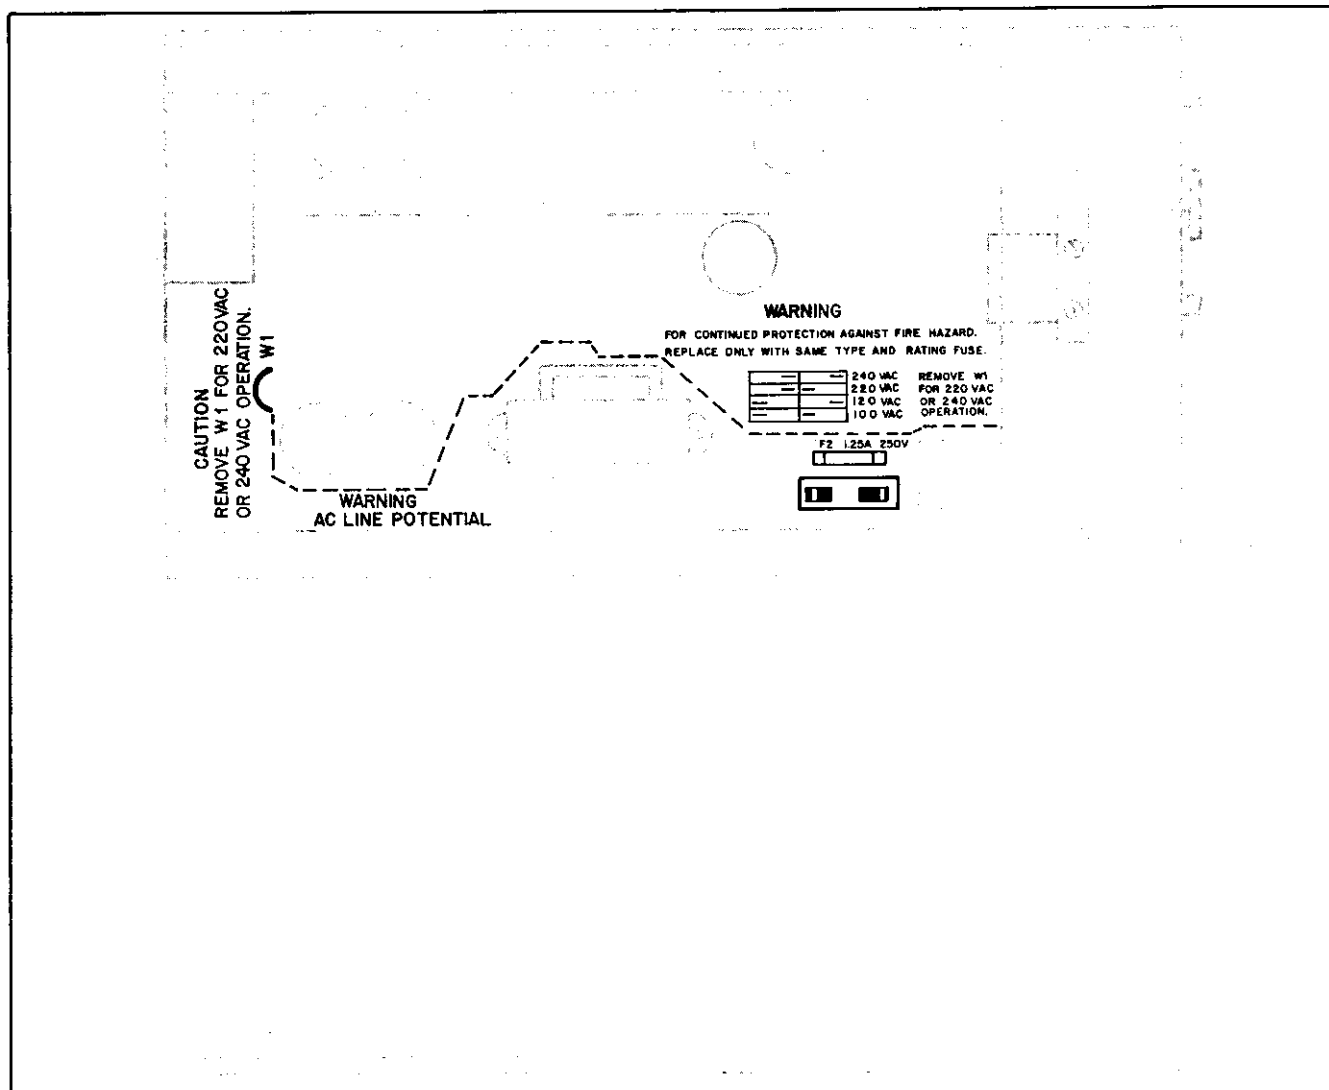 CAUTION
REMOVE W1 FOR 220VAC
OR 240 VAC OPERATION.
W1
WARNING
AC LINE POTENTIAL
WARNING
FOR CONTINUED PROTECTION AGAINST FIRE HAZARD.
REPLACE ONLY WITH SAME TYPE AND RATING FUSE.
240 VAC REMOVE W1
220 VAC FOR 220 VAC
120 VAC OR 240 VAC
100 VAC OPERATION.
F2 1.25A 250V